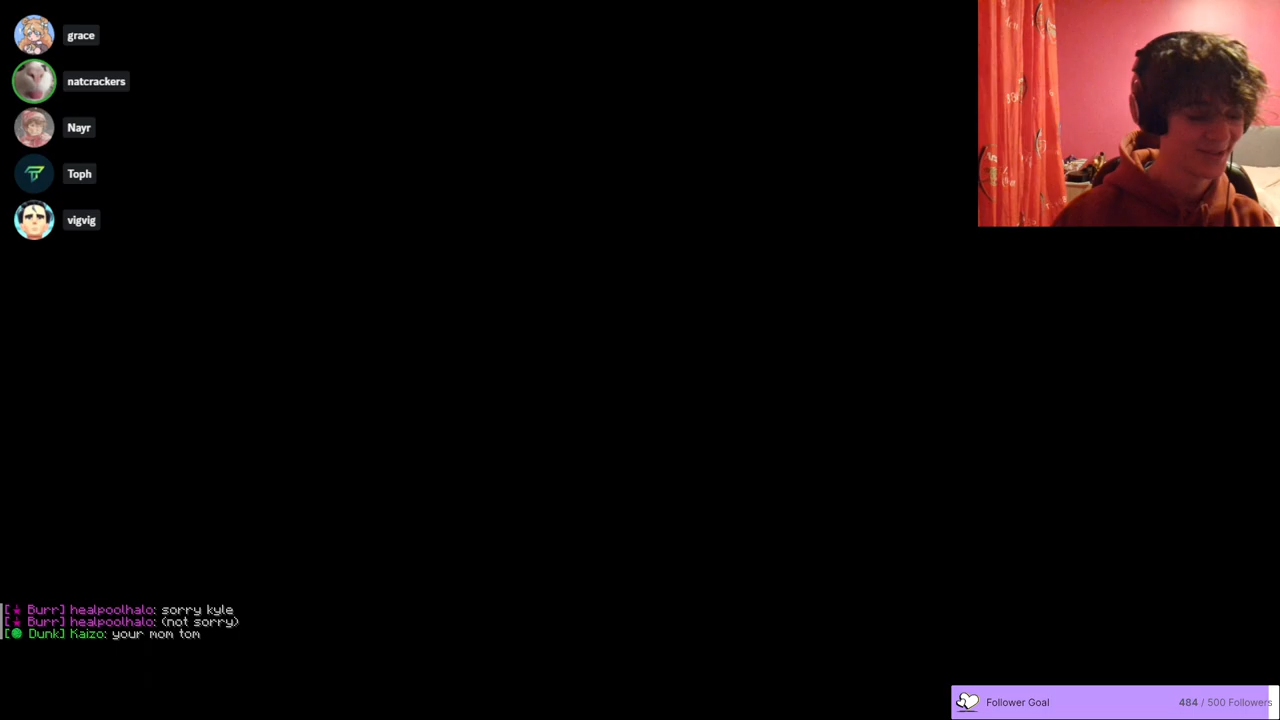 grace
natcrackers
Nayr
Toph
vigvig
[Burr] healpoolhalo: sorry kyle
[Burr] healpoolhalo: (not sorry)
[Dunk] Kaizo: your mom tom
Follower Goal 484 / 500 Followers